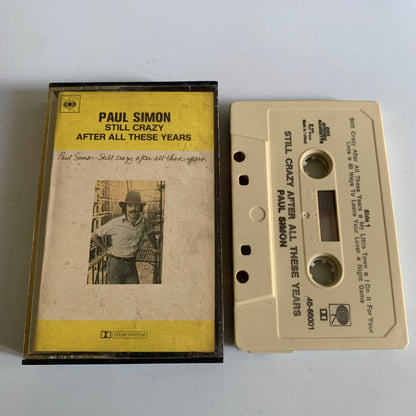 CBS
PAUL SIMON
STILL CRAZY
AFTER ALL THESE YEARS
Paul Simon · Still crazy after all these years
DOLBY SYSTEM
STILL CRAZY AFTER ALL THESE YEARS
PAUL SIMON
40-86001
CBS
Side 1
Still Crazy After All These Years My Little Town I Do It For Your
Love 50 Ways To Leave Your Lover Night Game